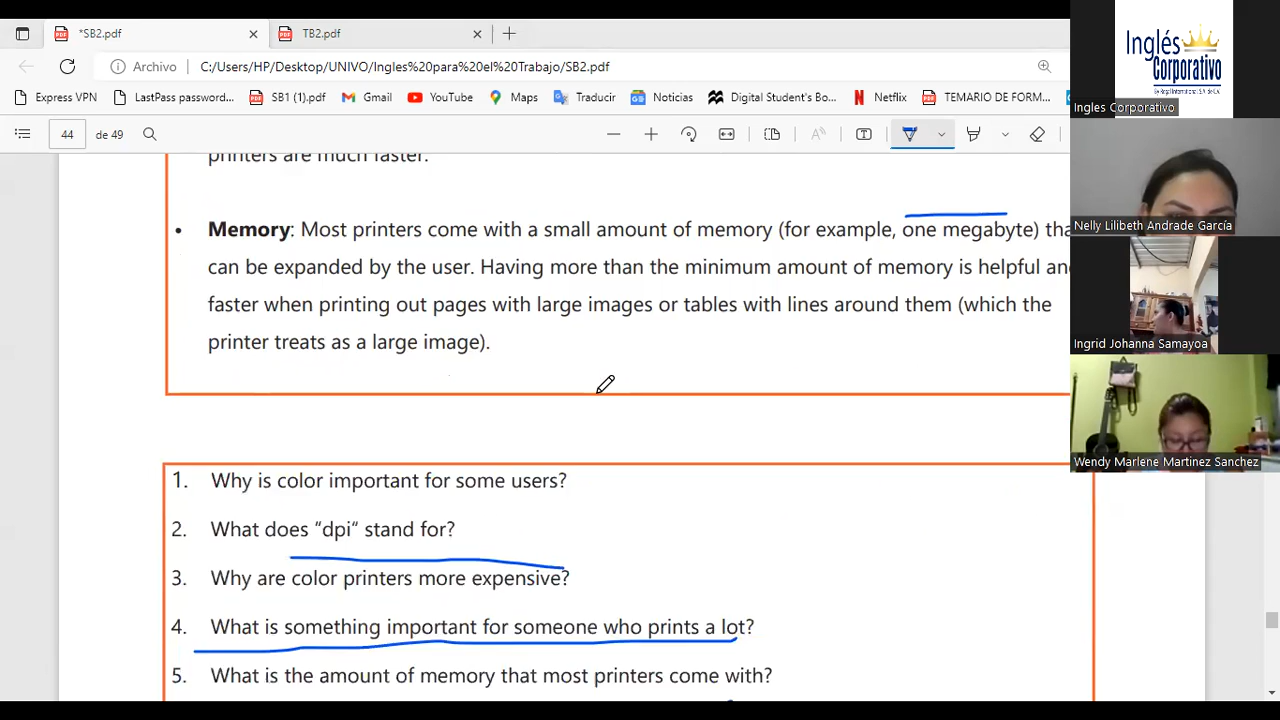 *SB2.pdf
TB2.pdf
Archivo
C:/Users/HP/Desktop/UNIVO/Ingles%20para%20el%20Trabajo/SB2.pdf
Express VPN
LastPass password...
SB1 (1).pdf
Gmail
YouTube
Maps
Traducir
Noticias
Digital Student's Bo...
Netflix
TEMARIO DE FORM...
44
de 49
printers are much faster.
• Memory: Most printers come with a small amount of memory (for example, one megabyte)
can be expanded by the user. Having more than the minimum amount of memory is helpful
faster when printing out pages with large images or tables with lines around them (which the
printer treats as a large image).
1. Why is color important for some users?
2. What does "dpi" stand for?
3. Why are color printers more expensive?
4. What is something important for someone who prints a lot?
5. What is the amount of memory that most printers come with?
Inglés
Corporativo
Ingles Corporativo
Nelly Lilibeth Andrade García
Ingrid Johanna Samayoa
Wendy Marlene Martinez Sanchez